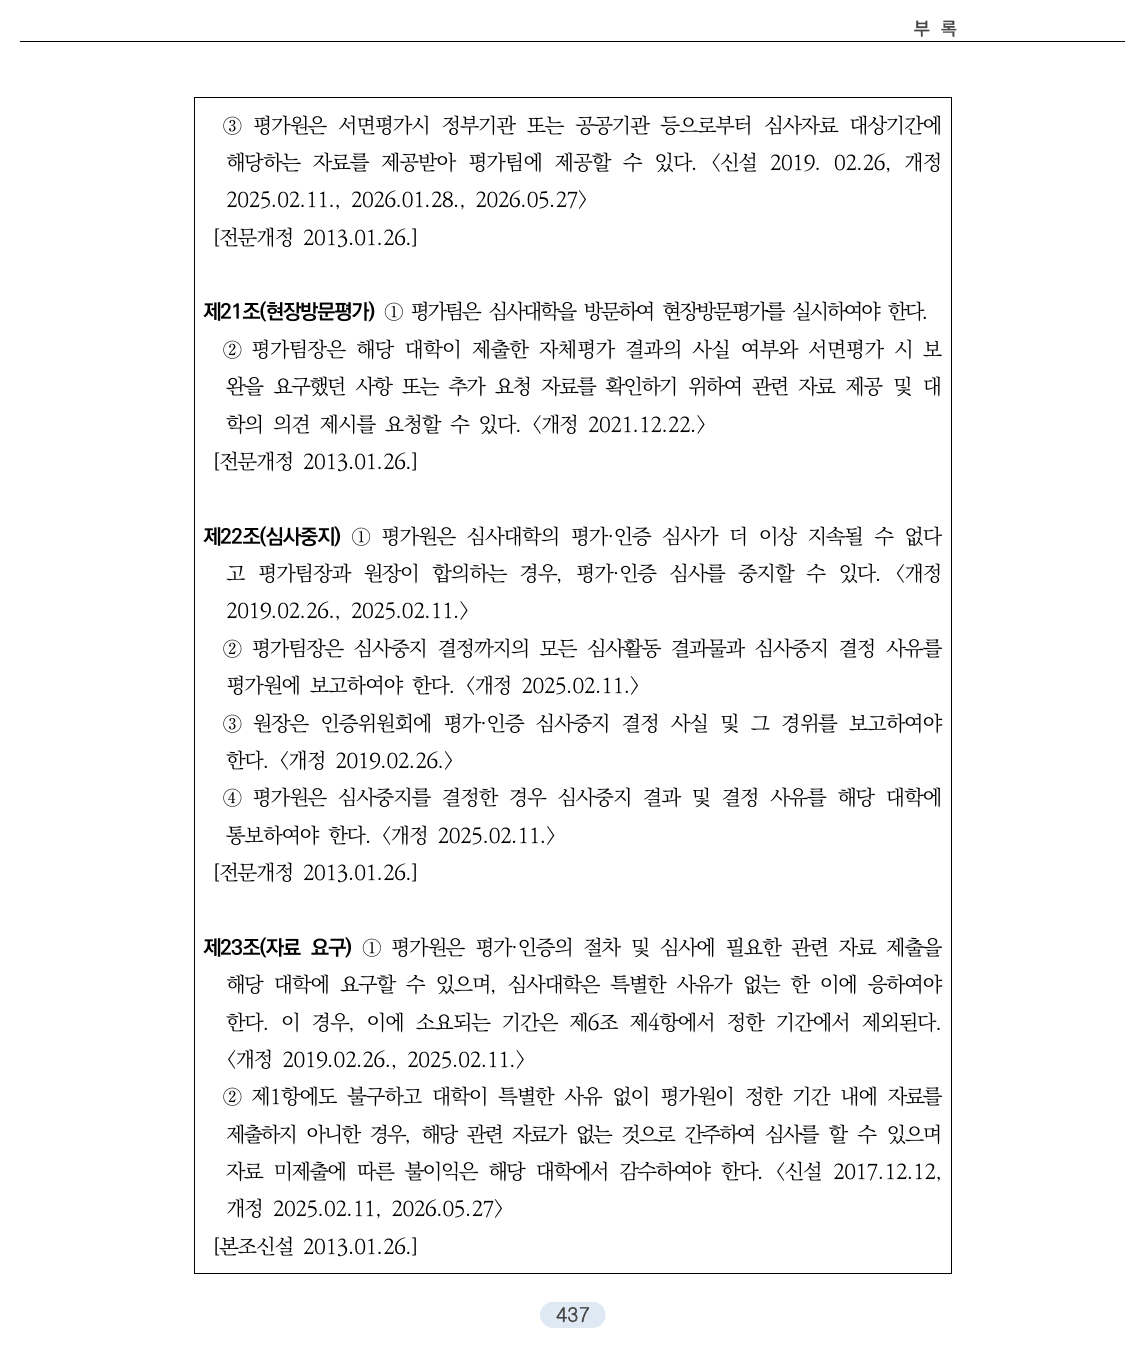 부 록
③ 평가원은 서면평가시 정부기관 또는 공공기관 등으로부터 심사자료 대상기간에
해당하는 자료를 제공받아 평가팀에 제공할 수 있다. 〈신설 2019. 02.26, 개정
2025.02.11., 2026.01.28., 2026.05.27〉
[전문개정 2013.01.26.]
제21조(현장방문평가) ① 평가팀은 심사대학을 방문하여 현장방문평가를 실시하여야 한다.
② 평가팀장은 해당 대학이 제출한 자체평가 결과의 사실 여부와 서면평가 시 보
완을 요구했던 사항 또는 추가 요청 자료를 확인하기 위하여 관련 자료 제공 및 대
학의 의견 제시를 요청할 수 있다. 〈개정 2021.12.22.〉
[전문개정 2013.01.26.]
제22조(심사중지) ① 평가원은 심사대학의 평가·인증 심사가 더 이상 지속될 수 없다
고 평가팀장과 원장이 합의하는 경우, 평가·인증 심사를 중지할 수 있다. 〈개정
2019.02.26., 2025.02.11.〉
② 평가팀장은 심사중지 결정까지의 모든 심사활동 결과물과 심사중지 결정 사유를
평가원에 보고하여야 한다. 〈개정 2025.02.11.〉
③ 원장은 인증위원회에 평가·인증 심사중지 결정 사실 및 그 경위를 보고하여야
한다. 〈개정 2019.02.26.〉
④ 평가원은 심사중지를 결정한 경우 심사중지 결과 및 결정 사유를 해당 대학에
통보하여야 한다. 〈개정 2025.02.11.〉
[전문개정 2013.01.26.]
제23조(자료 요구) ① 평가원은 평가·인증의 절차 및 심사에 필요한 관련 자료 제출을
해당 대학에 요구할 수 있으며, 심사대학은 특별한 사유가 없는 한 이에 응하여야
한다. 이 경우, 이에 소요되는 기간은 제6조 제4항에서 정한 기간에서 제외된다.
〈개정 2019.02.26., 2025.02.11.〉
② 제1항에도 불구하고 대학이 특별한 사유 없이 평가원이 정한 기간 내에 자료를
제출하지 아니한 경우, 해당 관련 자료가 없는 것으로 간주하여 심사를 할 수 있으며
자료 미제출에 따른 불이익은 해당 대학에서 감수하여야 한다. 〈신설 2017.12.12,
개정 2025.02.11, 2026.05.27〉
[본조신설 2013.01.26.]
437